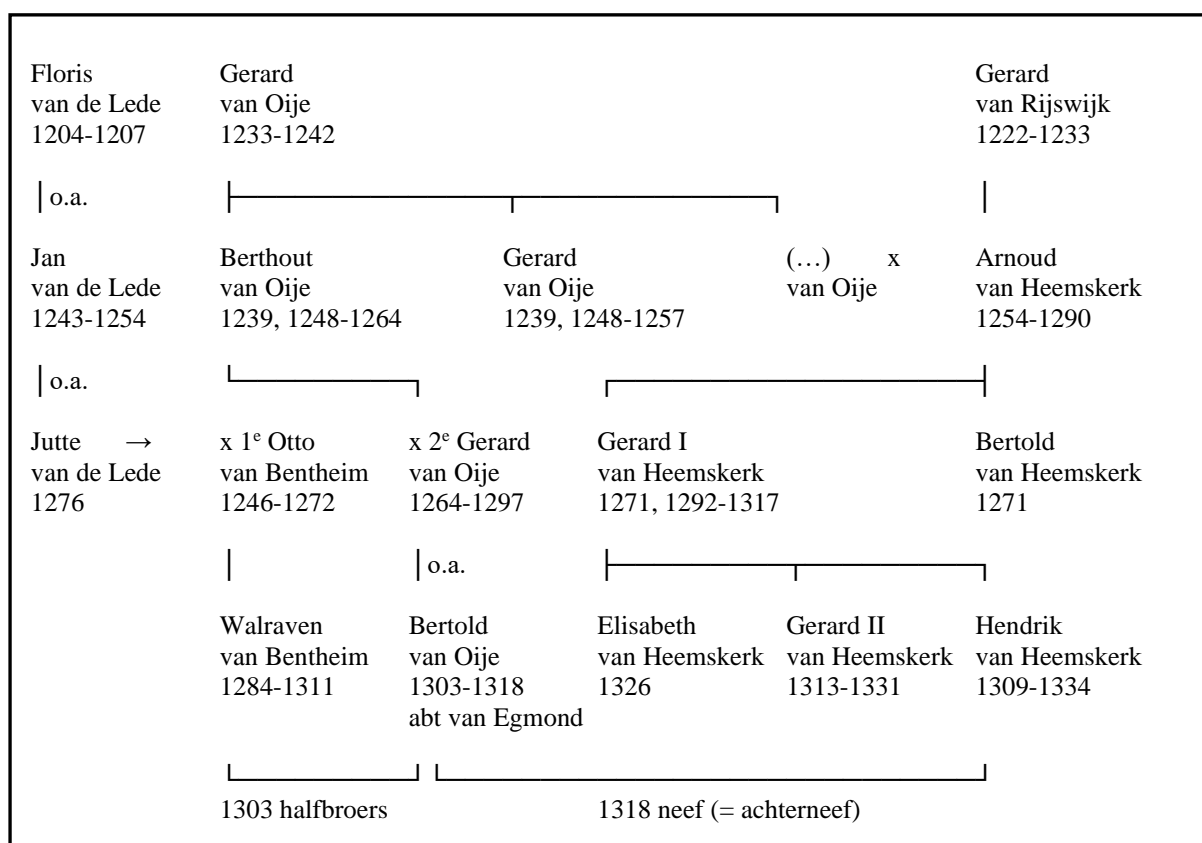 Floris Gerard Gerard
van de Lede van Oije van Rijswijk
1204-1207 1233-1242 1222-1233
o.a.
Jan Berthout Gerard (…) x Arnoud
van de Lede van Oije van Oije van Oije van Heemskerk
1243-1254 1239, 1248-1264 1239, 1248-1257 1254-1290
o.a.
Jutte → x 1e Otto x 2e Gerard Gerard I Bertold
van de Lede van Bentheim van Oije van Heemskerk van Heemskerk
1276 1246-1272 1264-1297 1271, 1292-1317 1271
o.a.
Walraven Bertold Elisabeth Gerard II Hendrik
van Bentheim van Oije van Heemskerk van Heemskerk van Heemskerk
1284-1311 1303-1318 1326 1313-1331 1309-1334
abt van Egmond
1303 halfbroers 1318 neef (= achterneef)